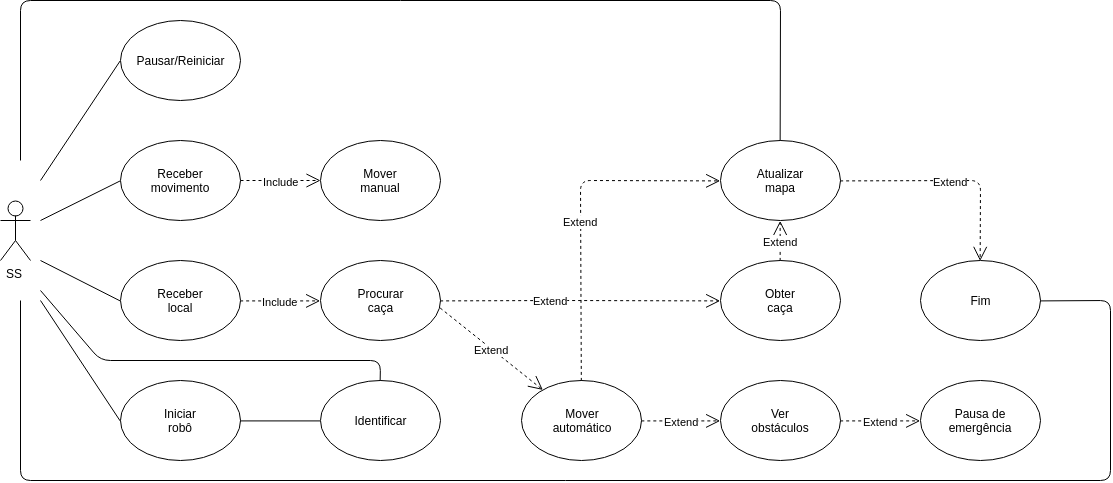 Pausar/Reiniciar
Receber
movimento
Include
Mover
manual
Extend
Atualizar
mapa
Extend
Extend
SS
Receber
local
Include
Procurar
caça
Extend
Obter
caça
Fim
Extend
Iniciar
robô
Identificar
Mover
automático
Extend
Ver
obstáculos
Extend
Pausa de
emergência